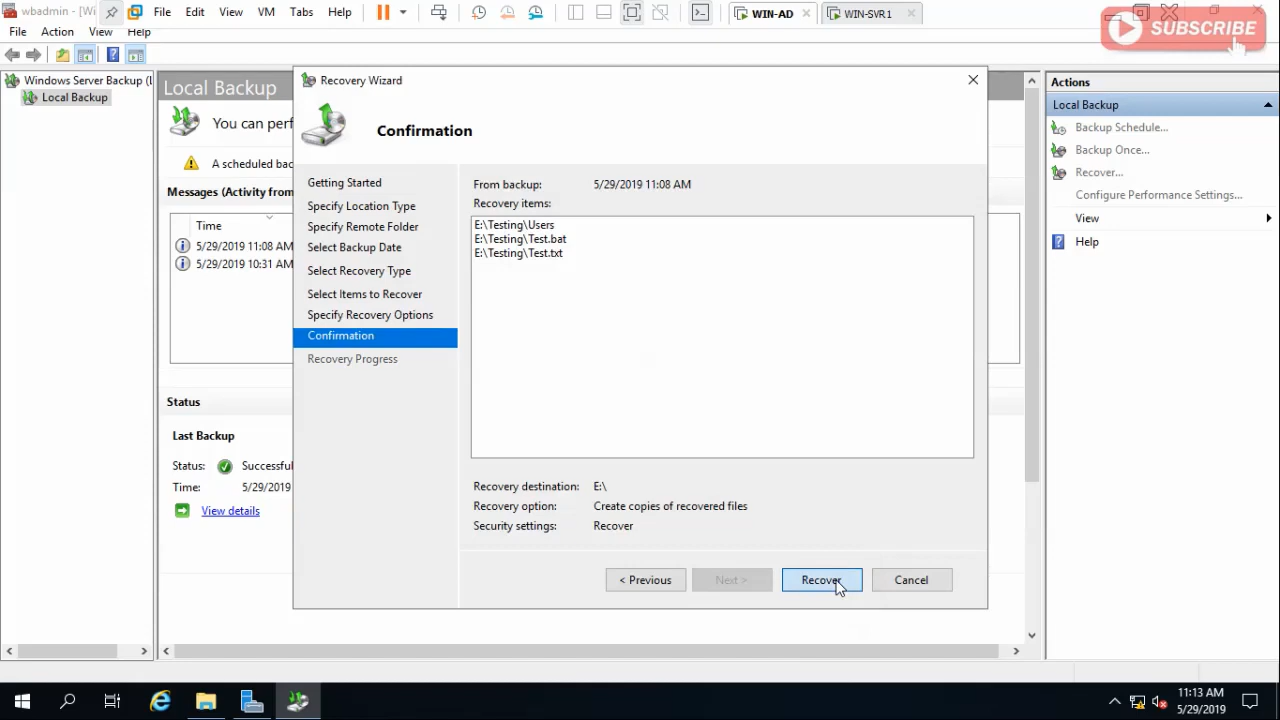 wbadmin - [Wi
File Edit View VM Tabs Help
WIN-AD
WIN-SVR1
SUBSCRIBE
File Action View Help
Windows Server Backup (L
Local Backup
Local Backup
You can perf
A scheduled bac
Messages (Activity from
Time
5/29/2019 11:08 AM
5/29/2019 10:31 AM
Status
Last Backup
Status: Successful
Time: 5/29/2019
View details
Recovery Wizard
Confirmation
Getting Started
Specify Location Type
Specify Remote Folder
Select Backup Date
Select Recovery Type
Select Items to Recover
Specify Recovery Options
Confirmation
Recovery Progress
From backup: 5/29/2019 11:08 AM
Recovery items:
E:\Testing\Users
E:\Testing\Test.bat
E:\Testing\Test.txt
Recovery destination: E:\
Recovery option: Create copies of recovered files
Security settings: Recover
< Previous Next > Recover Cancel
Actions
Local Backup
Backup Schedule...
Backup Once...
Recover...
Configure Performance Settings...
View
Help
11:13 AM
5/29/2019